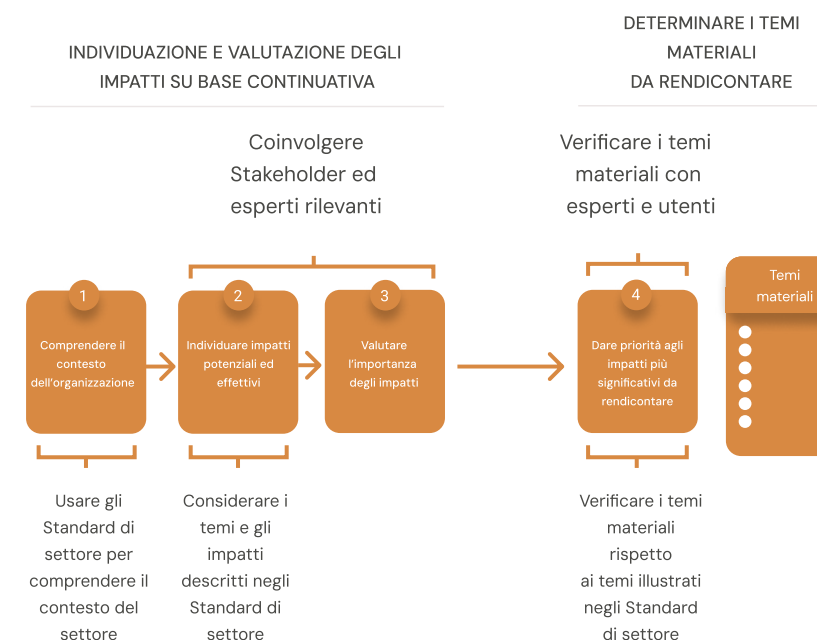 INDIVIDUAZIONE E VALUTAZIONE DEGLI
IMPATTI SU BASE CONTINUATIVA
DETERMINARE I TEMI
MATERIALI
DA RENDICONTARE
Coinvolgere
Stakeholder ed
esperti rilevanti
Verificare i temi
materiali con
esperti e utenti
1
Comprendere il
contesto
dell'organizzazione
2
Individuare impatti
potenziali ed
effettivi
3
Valutare
l'importanza
degli impatti
4
Dare priorità agli
impatti più
significativi da
rendicontare
Temi
materiali
Usare gli
Standard di
settore per
comprendere il
contesto del
settore
Considerare i
temi e gli
impatti
descritti negli
Standard di
settore
Verificare i temi
materiali
rispetto
ai temi illustrati
negli Standard
di settore